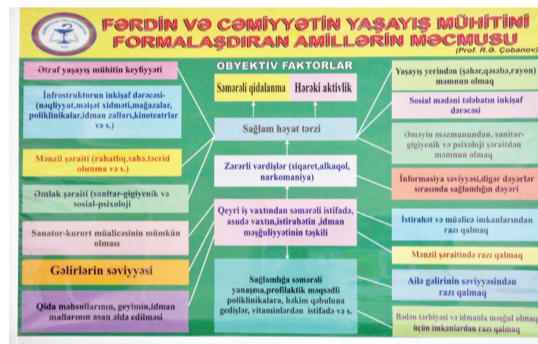 FƏRDİN VƏ CƏMİYYƏTİN YAŞAYIŞ MÜHİTİNİ
FORMALAŞDIRAN AMİLLƏRİN MƏCMUSU
(Prof. R.Ə. Çobanov)
OBYEKTİV FAKTORLAR
Ətraf yaşayış mühitin keyfiyyəti
İnfrostruktorun inkişaf dərəcəsi-
(nəqliyyat,məişət xidməti,mağazalar,
poliklinikalar,idman zalları,kinoteatrlar
və s.)
Mənzil şəraiti (rahatlıq,səhə,təcrid
olunma və s.)
Əmlak şəraiti (sanitar-gigiyenik və
sosial-psixoloji
Sanator-kurort müalicəsinin mümkün
olması
Gəlirlərin səviyyəsi
Qida məhsullarının, geyimin,idman
mallarının asan əldə edilməsi
Səmərəli qidalanma
Hərəki aktivlik
Sağlam həyat tərzi
Zərərli vərdişlər (siqaret,alkaqol,
narkomaniya)
Qeyri iş vaxtından səmərəli istifadə,
asudə vaxtın,istirahətin ,idman
məşğuliyyətinin təşkili
Sağlamlığa səmərəli
yanaşma,profilaktik məqsədli
poliklinikalara, həkim qəbuluna
gedişlər, vitaminlərdən istifadə və s.
Yaşayış yerindən (şəhər,qəsəbə,rayon)
məmnun olmaq
Sosial mədəni tələbatın inkişaf
dərəcəsi
Əməyin məzmunundan, sanitar-
gigiyenik və psixoloji şəraitdən
məmnun olmaq
İnformasiya səviyyəsi,digər dəyərlər
sırasında sağlamlığın dəyəri
İstirahət və müalicə imkanlarından
razı qalmaq
Mənzil şəraitindən razı qalmaq
Ailə gəlirinin səviyyəsindən
razı qalmaq
Bədən tərbiyəsi və idmanla məşğul olmaq
üçün imkanlardan razı qalmaq